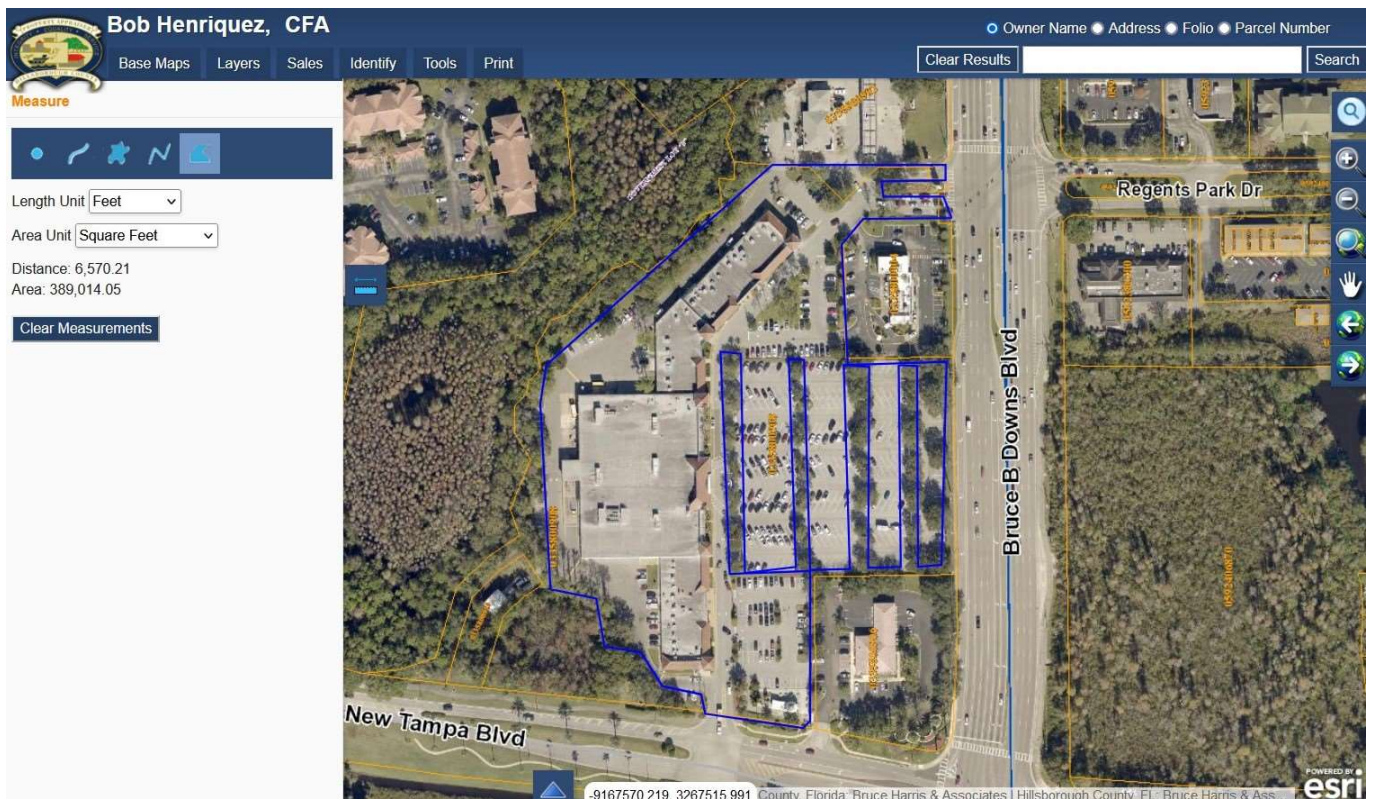 Bob Henriquez, CFA
Owner Name Address Folio Parcel Number
Base Maps Layers Sales Identify Tools Print
Clear Results Search
Measure
Length Unit Feet
Area Unit Square Feet
Distance: 6,570.21
Area: 389,014.05
Clear Measurements
Regents Park Dr
Bruce B Downs Blvd
New Tampa Blvd
POWERED BY
esri
-9167570.219, 3267515.991 County, Florida; Bruce Harris & Associates | Hillsborough County, FL.; Bruce Harris & Ass